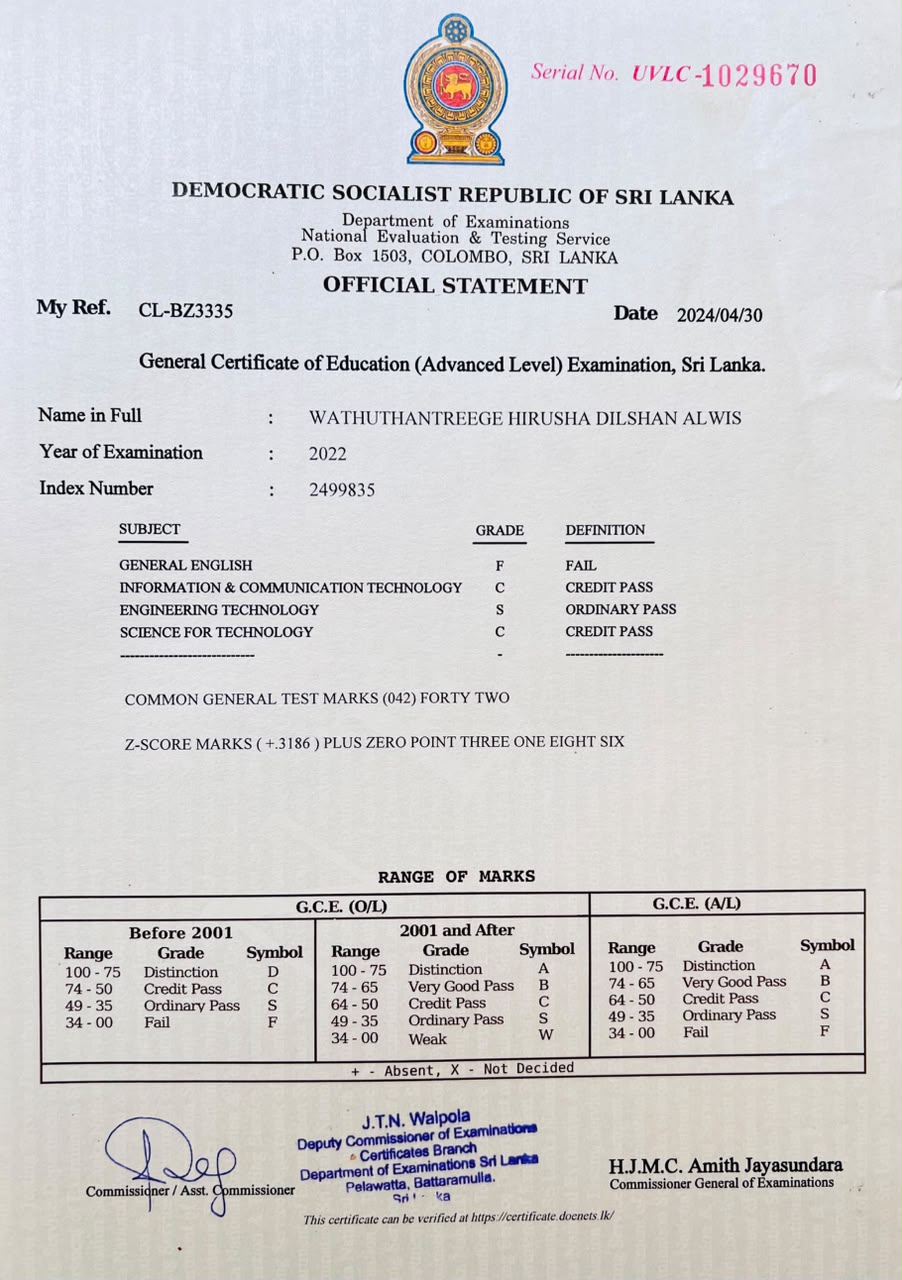 Serial No. UVLC-1029670
DEMOCRATIC SOCIALIST REPUBLIC OF SRI LANKA
Department of Examinations
National Evaluation & Testing Service
P.O. Box 1503, COLOMBO, SRI LANKA
OFFICIAL STATEMENT
My Ref. CL-BZ3335 Date 2024/04/30
General Certificate of Education (Advanced Level) Examination, Sri Lanka.
Name in Full : WATHUTHANTREEGE HIRUSHA DILSHAN ALWIS
Year of Examination : 2022
Index Number : 2499835
SUBJECT GRADE DEFINITION
GENERAL ENGLISH F FAIL
INFORMATION & COMMUNICATION TECHNOLOGY C CREDIT PASS
ENGINEERING TECHNOLOGY S ORDINARY PASS
SCIENCE FOR TECHNOLOGY C CREDIT PASS
---------------------------- - --------------------
COMMON GENERAL TEST MARKS (042) FORTY TWO
Z-SCORE MARKS ( +.3186 ) PLUS ZERO POINT THREE ONE EIGHT SIX
RANGE OF MARKS
G.C.E. (O/L) G.C.E. (A/L)
Before 2001 2001 and After
Range Grade Symbol Range Grade Symbol Range Grade Symbol
100 - 75 Distinction D 100 - 75 Distinction A 100 - 75 Distinction A
74 - 50 Credit Pass C 74 - 65 Very Good Pass B 74 - 65 Very Good Pass B
49 - 35 Ordinary Pass S 64 - 50 Credit Pass C 64 - 50 Credit Pass C
34 - 00 Fail F 49 - 35 Ordinary Pass S 49 - 35 Ordinary Pass S
34 - 00 Weak W 34 - 00 Fail F
+ - Absent, X - Not Decided
J.T.N. Walpola
Deputy Commissioner of Examinations
Certificates Branch
Department of Examinations Sri Lanka
Pelawatta, Battaramulla.
Sri
Commissioner / Asst. Commissioner
H.J.M.C. Amith Jayasundara
Commissioner General of Examinations
This certificate can be verified at https://certificate.doenets.lk/